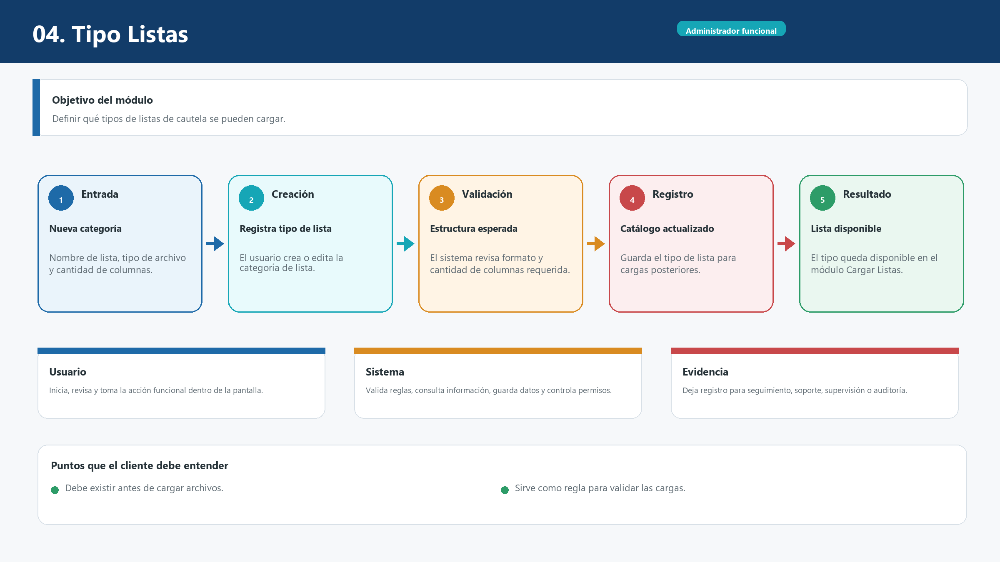 04. Tipo Listas
Administrador funcional
Objetivo del módulo
Definir qué tipos de listas de cautela se pueden cargar.
1
Entrada
Nueva categoría
Nombre de lista, tipo de archivo
y cantidad de columnas.
2
Creación
Registra tipo de lista
El usuario crea o edita la
categoría de lista.
3
Validación
Estructura esperada
El sistema revisa formato y
cantidad de columnas requerida.
4
Registro
Catálogo actualizado
Guarda el tipo de lista para
cargas posteriores.
5
Resultado
Lista disponible
El tipo queda disponible en el
módulo Cargar Listas.
Usuario
Inicia, revisa y toma la acción funcional dentro de la pantalla.
Sistema
Valida reglas, consulta información, guarda datos y controla permisos.
Evidencia
Deja registro para seguimiento, soporte, supervisión o auditoría.
Puntos que el cliente debe entender
Debe existir antes de cargar archivos.
Sirve como regla para validar las cargas.